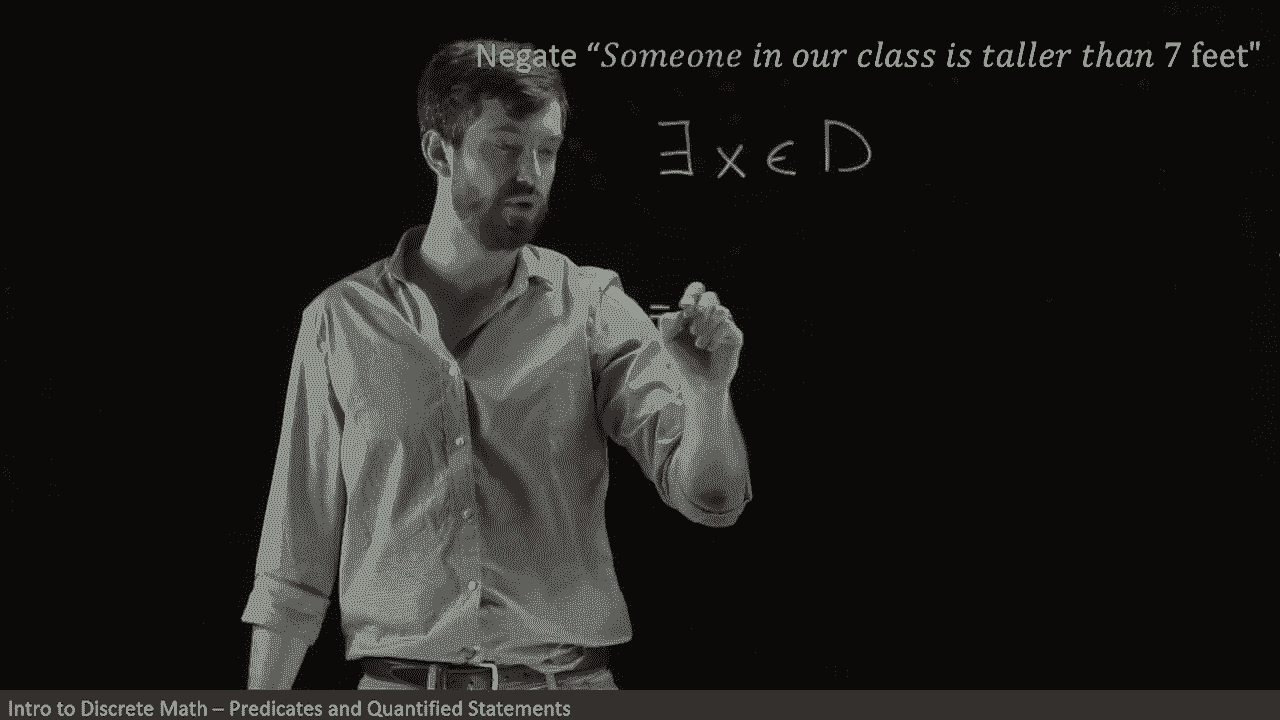 Negate “Someone in our class is taller than 7 feet"
∃ x ∈ D
Intro to Discrete Math – Predicates and Quantified Statements